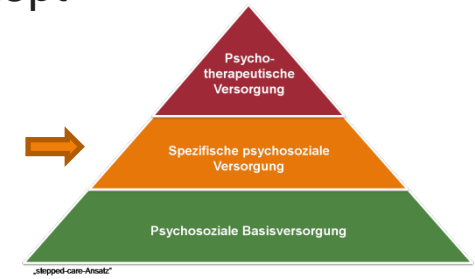 Psycho-
therapeutische
Versorgung
Spezifische psychosoziale
Versorgung
Psychosoziale Basisversorgung
„stepped-care-Ansatz"